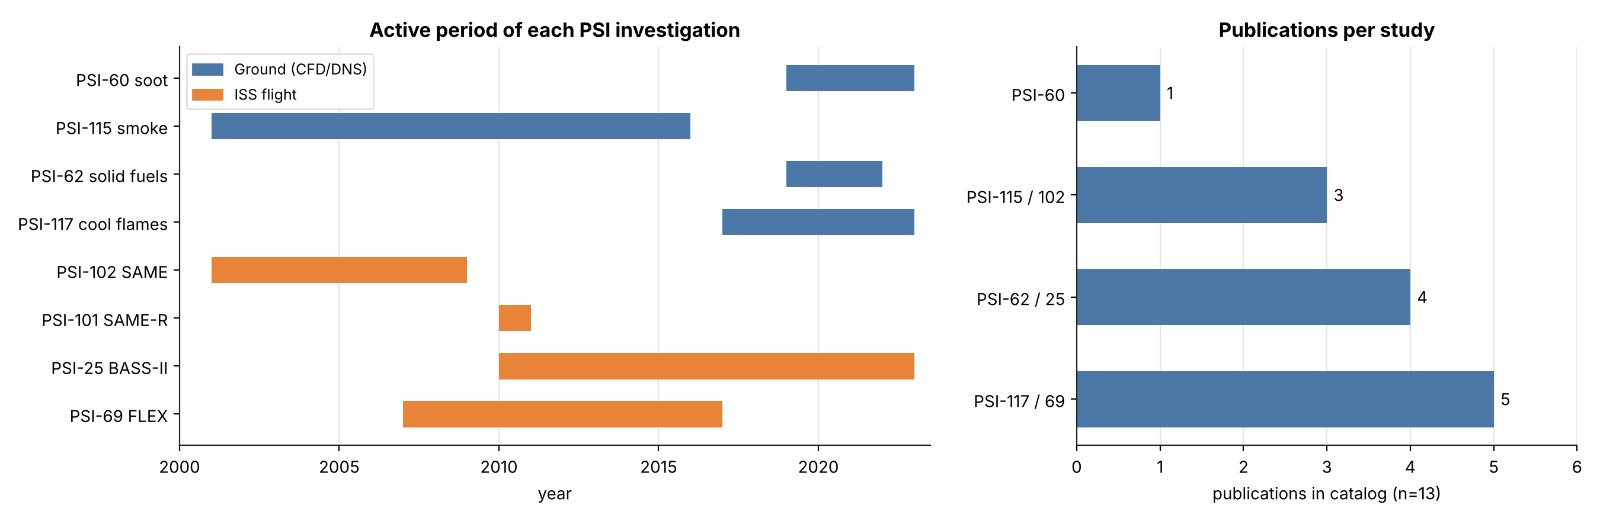 Active period of each PSI investigation
Ground (CFD/DNS)
ISS flight
PSI-60 soot
PSI-115 smoke
PSI-62 solid fuels
PSI-117 cool flames
PSI-102 SAME
PSI-101 SAME-R
PSI-25 BASS-II
PSI-69 FLEX
2000 2005 2010 2015 2020
year
Publications per study
PSI-60 1
PSI-115 / 102 3
PSI-62 / 25 4
PSI-117 / 69 5
0 1 2 3 4 5 6
publications in catalog (n=13)